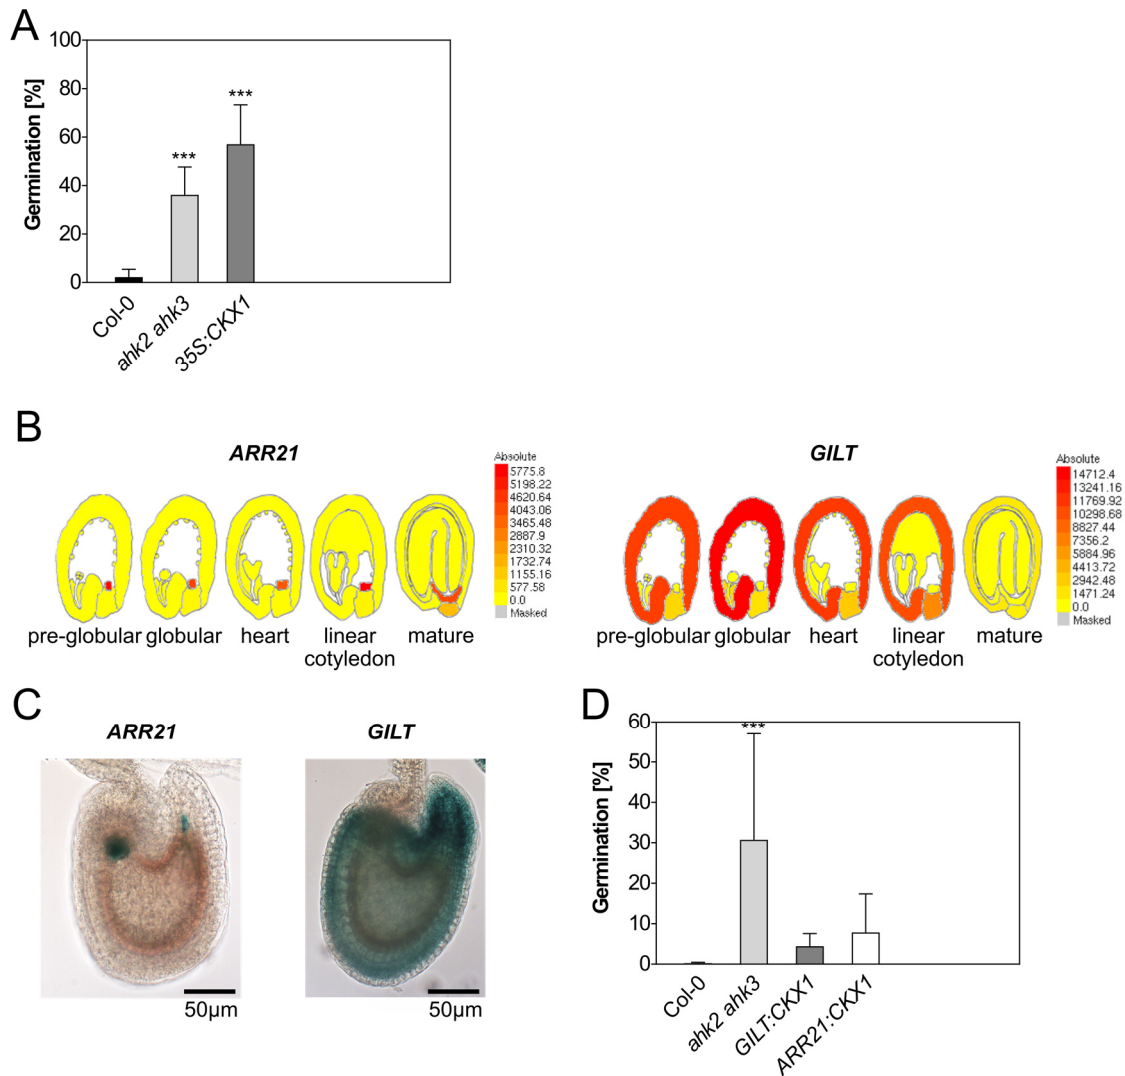 A
100
80
60
40
20
0
Germination [%]
***
***
Col-0
ahk2 ahk3
35S:CKX1
B
ARR21
Absolute
5775.8
5198.22
4620.64
4043.06
3465.48
2887.9
2310.32
1732.74
1155.16
577.58
0.0
Masked
pre-globular globular heart linear mature
cotyledon
GILT
Absolute
14712.4
13241.16
11769.92
10298.68
8827.44
7356.2
5884.96
4413.72
2942.48
1471.24
0.0
Masked
pre-globular globular heart linear mature
cotyledon
C
ARR21
50µm
GILT
50µm
D
60
50
40
30
20
10
0
Germination [%]
***
Col-0
ahk2 ahk3
GILT:CKX1
ARR21:CKX1